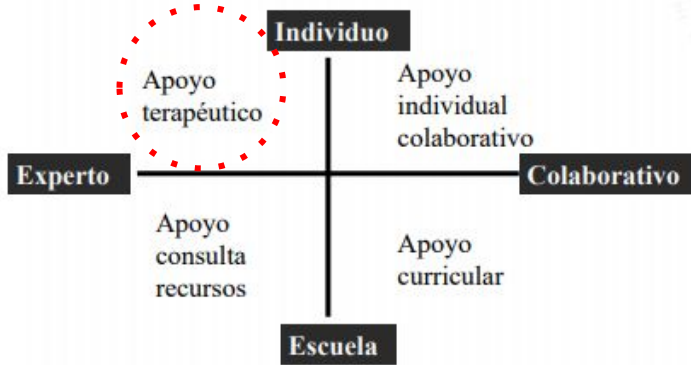 Individuo
Apoyo
terapéutico
Apoyo
individual
colaborativo
Experto
Colaborativo
Apoyo
consulta
recursos
Apoyo
curricular
Escuela